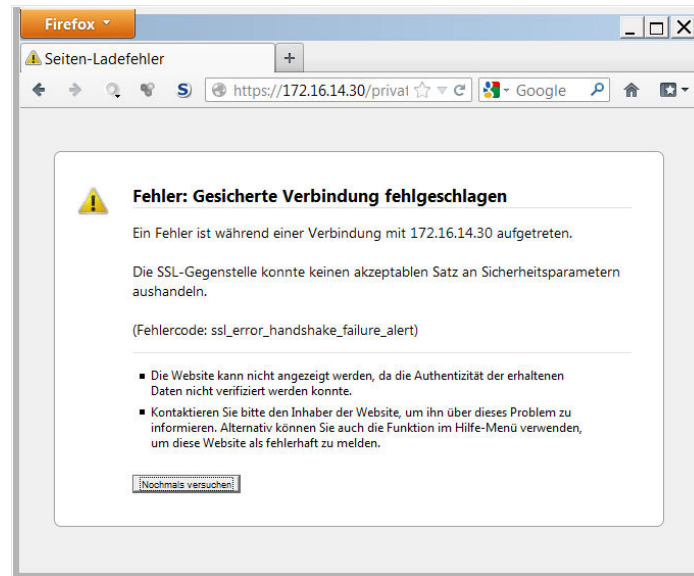 Firefox
Seiten-Ladefehler
https://172.16.14.30/privat
Google
Fehler: Gesicherte Verbindung fehlgeschlagen
Ein Fehler ist während einer Verbindung mit 172.16.14.30 aufgetreten.
Die SSL-Gegenstelle konnte keinen akzeptablen Satz an Sicherheitsparametern
aushandeln.
(Fehlercode: ssl_error_handshake_failure_alert)
Die Website kann nicht angezeigt werden, da die Authentizität der erhaltenen
Daten nicht verifiziert werden konnte.
Kontaktieren Sie bitte den Inhaber der Website, um ihn über dieses Problem zu
informieren. Alternativ können Sie auch die Funktion im Hilfe-Menü verwenden,
um diese Website als fehlerhaft zu melden.
Nochmals versuchen